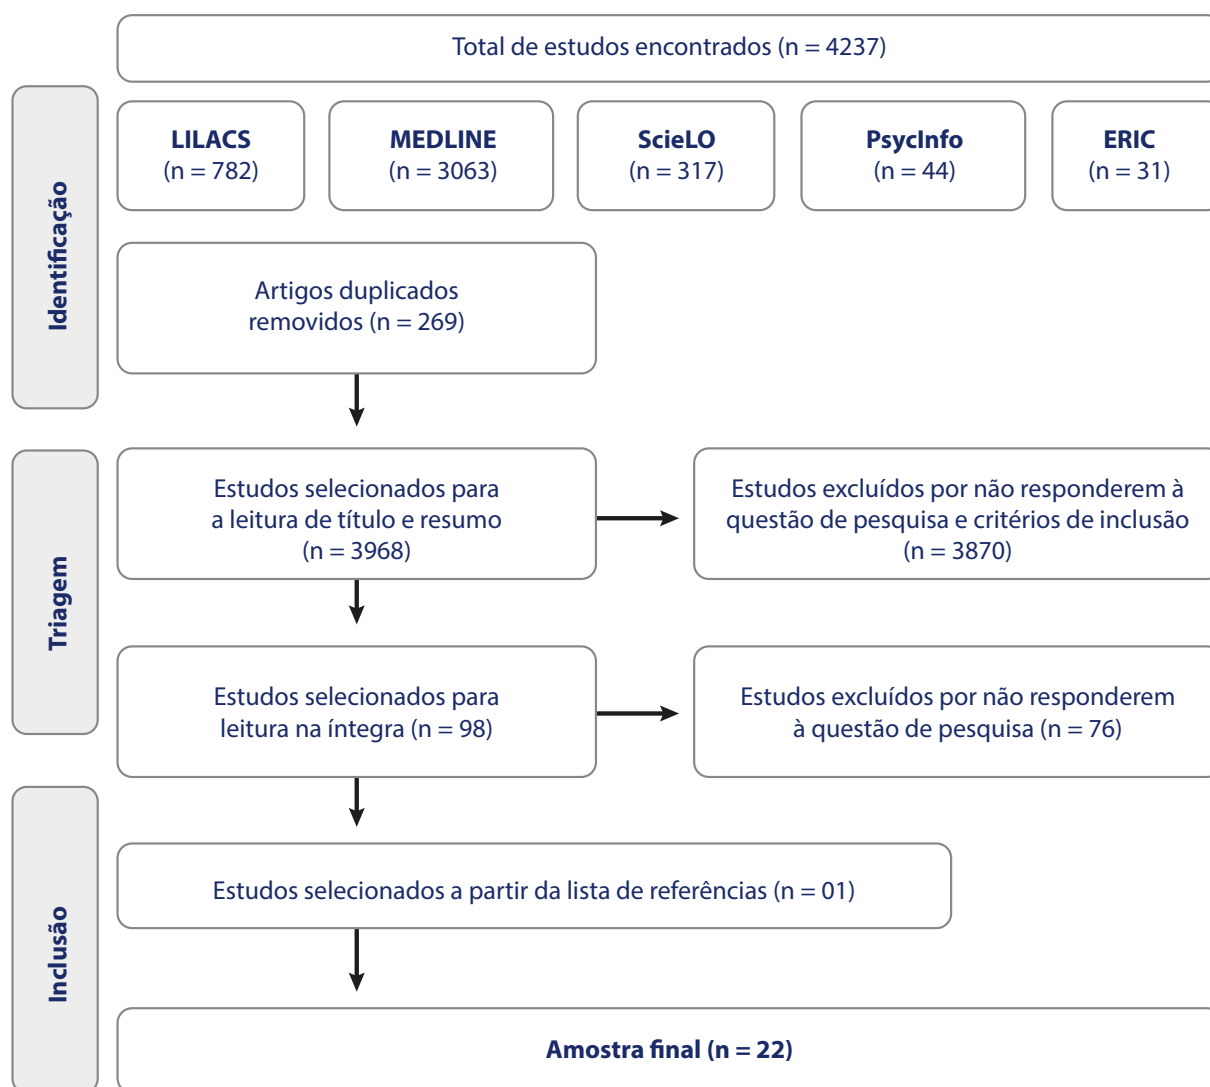 Total de estudos encontrados (n = 4237)
Identificação
LILACS
(n = 782)
MEDLINE
(n = 3063)
ScieLO
(n = 317)
PsycInfo
(n = 44)
ERIC
(n = 31)
Artigos duplicados
removidos (n = 269)
Triagem
Estudos selecionados para
a leitura de título e resumo
(n = 3968)
Estudos excluídos por não responderem à
questão de pesquisa e critérios de inclusão
(n = 3870)
Estudos selecionados para
leitura na íntegra (n = 98)
Estudos excluídos por não responderem
à questão de pesquisa (n = 76)
Inclusão
Estudos selecionados a partir da lista de referências (n = 01)
Amostra final (n = 22)